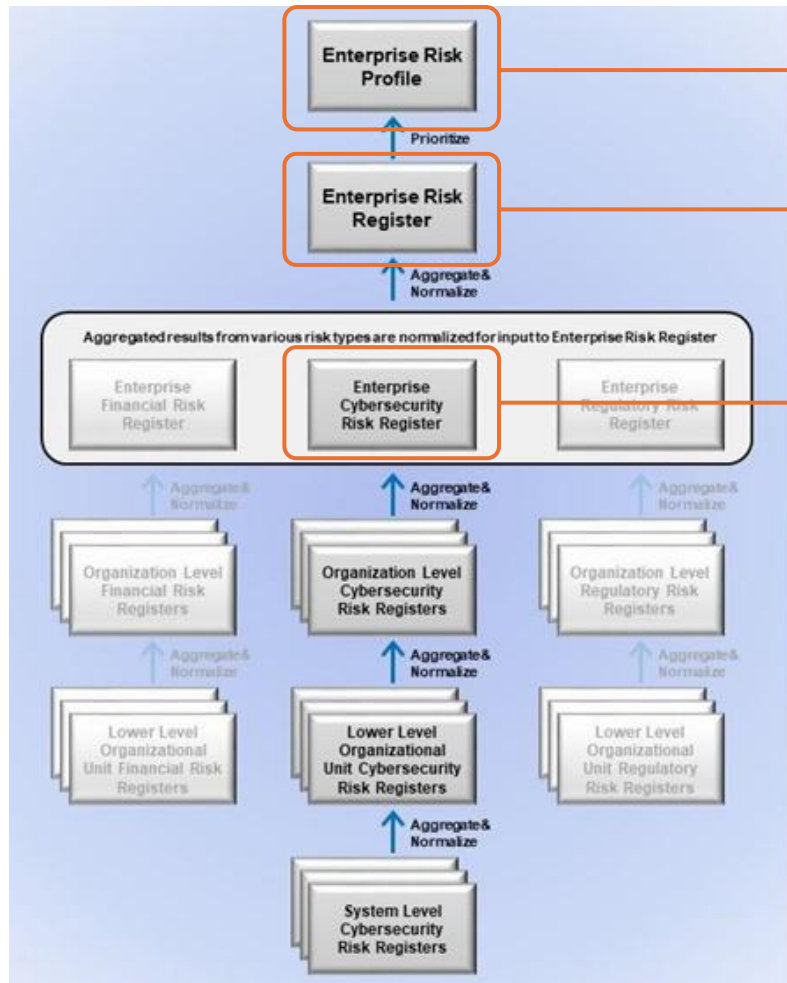 Enterprise Risk
Profile
Prioritize
Enterprise Risk
Register
Aggregate&
Normalize
Aggregated results from various risk types are normalized for input to Enterprise Risk Register
Enterprise
Financial Risk
Register
Enterprise
Cybersecurity
Risk Register
Enterprise
Regulatory Risk
Register
Aggregate&
Normalize
Aggregate&
Normalize
Aggregate&
Normalize
Organization Level
Financial Risk
Registers
Organization Level
Cybersecurity
Risk Registers
Organization Level
Regulatory Risk
Registers
Aggregate&
Normalize
Aggregate&
Normalize
Aggregate&
Normalize
Lower Level
Organizational
Unit Financial Risk
Registers
Lower Level
Organizational
Unit Cybersecurity
Risk Registers
Lower Level
Organizational
Unit Regulatory
Risk Registers
Aggregate&
Normalize
System Level
Cybersecurity
Risk Registers